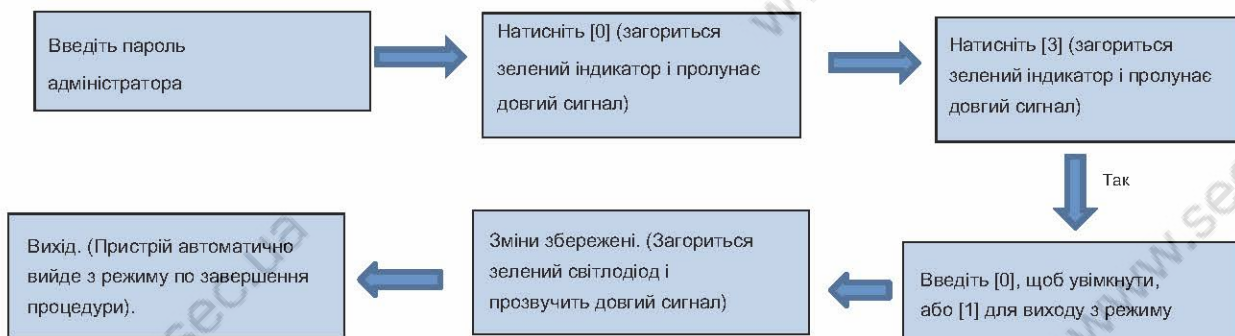 Введіть пароль
адміністратора
Натисніть [0] (загориться
зелений індикатор і пролунає
довгий сигнал)
Натисніть [3] (загориться
зелений індикатор і пролунає
довгий сигнал)
Так
Введіть [0], щоб увімкнути,
або [1] для виходу з режиму
Зміни збережені. (Загориться
зелений світлодіод і
прозвучить довгий сигнал)
Вихід. (Пристрій автоматично
вийде з режиму по завершення
процедури).